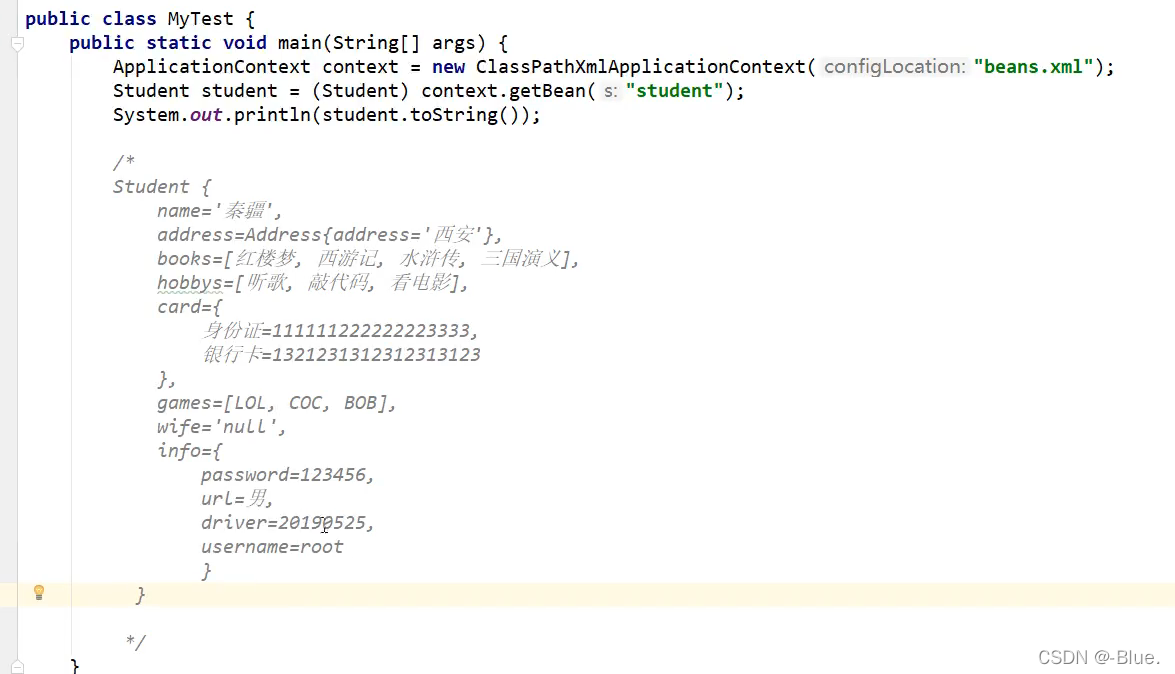 public class MyTest {
public static void main(String[] args) {
ApplicationContext context = new ClassPathXmlApplicationContext( configLocation: "beans.xml");
Student student = (Student) context.getBean( s: "student");
System.out.println(student.toString());
/*
Student {
name='秦疆',
address=Address{address='西安'},
books=[红楼梦, 西游记, 水浒传, 三国演义],
hobbys=[听歌, 敲代码, 看电影],
card={
身份证=111111222222223333,
银行卡=1321231312312313123
},
games=[LOL, COC, BOB],
wife='null',
info={
password=123456,
url=男,
driver=20190525,
username=root
}
}
*/
}
CSDN @-Blue.